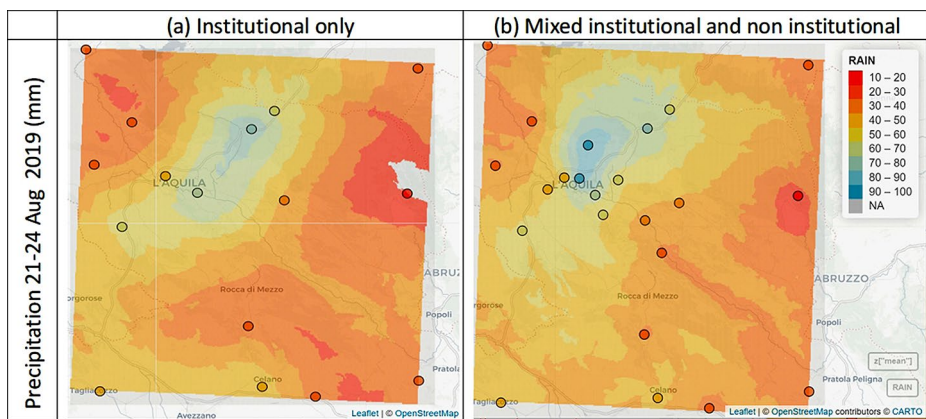 (a) Institutional only
(b) Mixed institutional and non institutional
Precipitation 21-24 Aug 2019 (mm)
L'AQUILA
Rocca di Mezzo
ABRUZZ
Popoli
Celano
Avezzano
Leaflet | © OpenStreetMap
RAIN
10 – 20
20 – 30
30 – 40
40 – 50
50 – 60
60 – 70
70 – 80
80 – 90
90 – 100
NA
L'AQUILA
Rocca di Mezzo
ABRUZZO
Popoli
Pratola Peligna
Celano
z["mean"]
RAIN
Leaflet | © OpenStreetMap contributors © CARTO